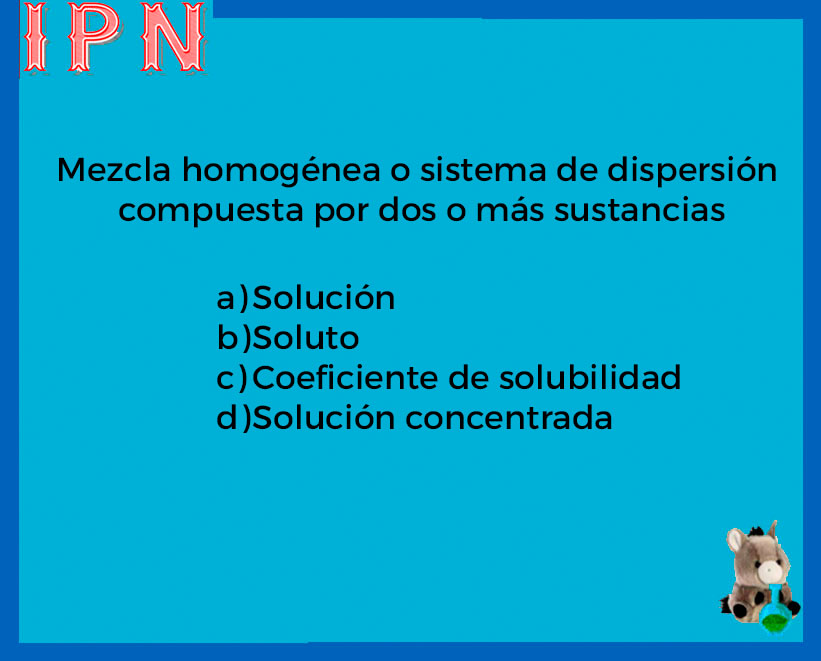 IPN
Mezcla homogénea o sistema de dispersión
compuesta por dos o más sustancias
a)Solución
b)Soluto
c)Coeficiente de solubilidad
d)Solución concentrada